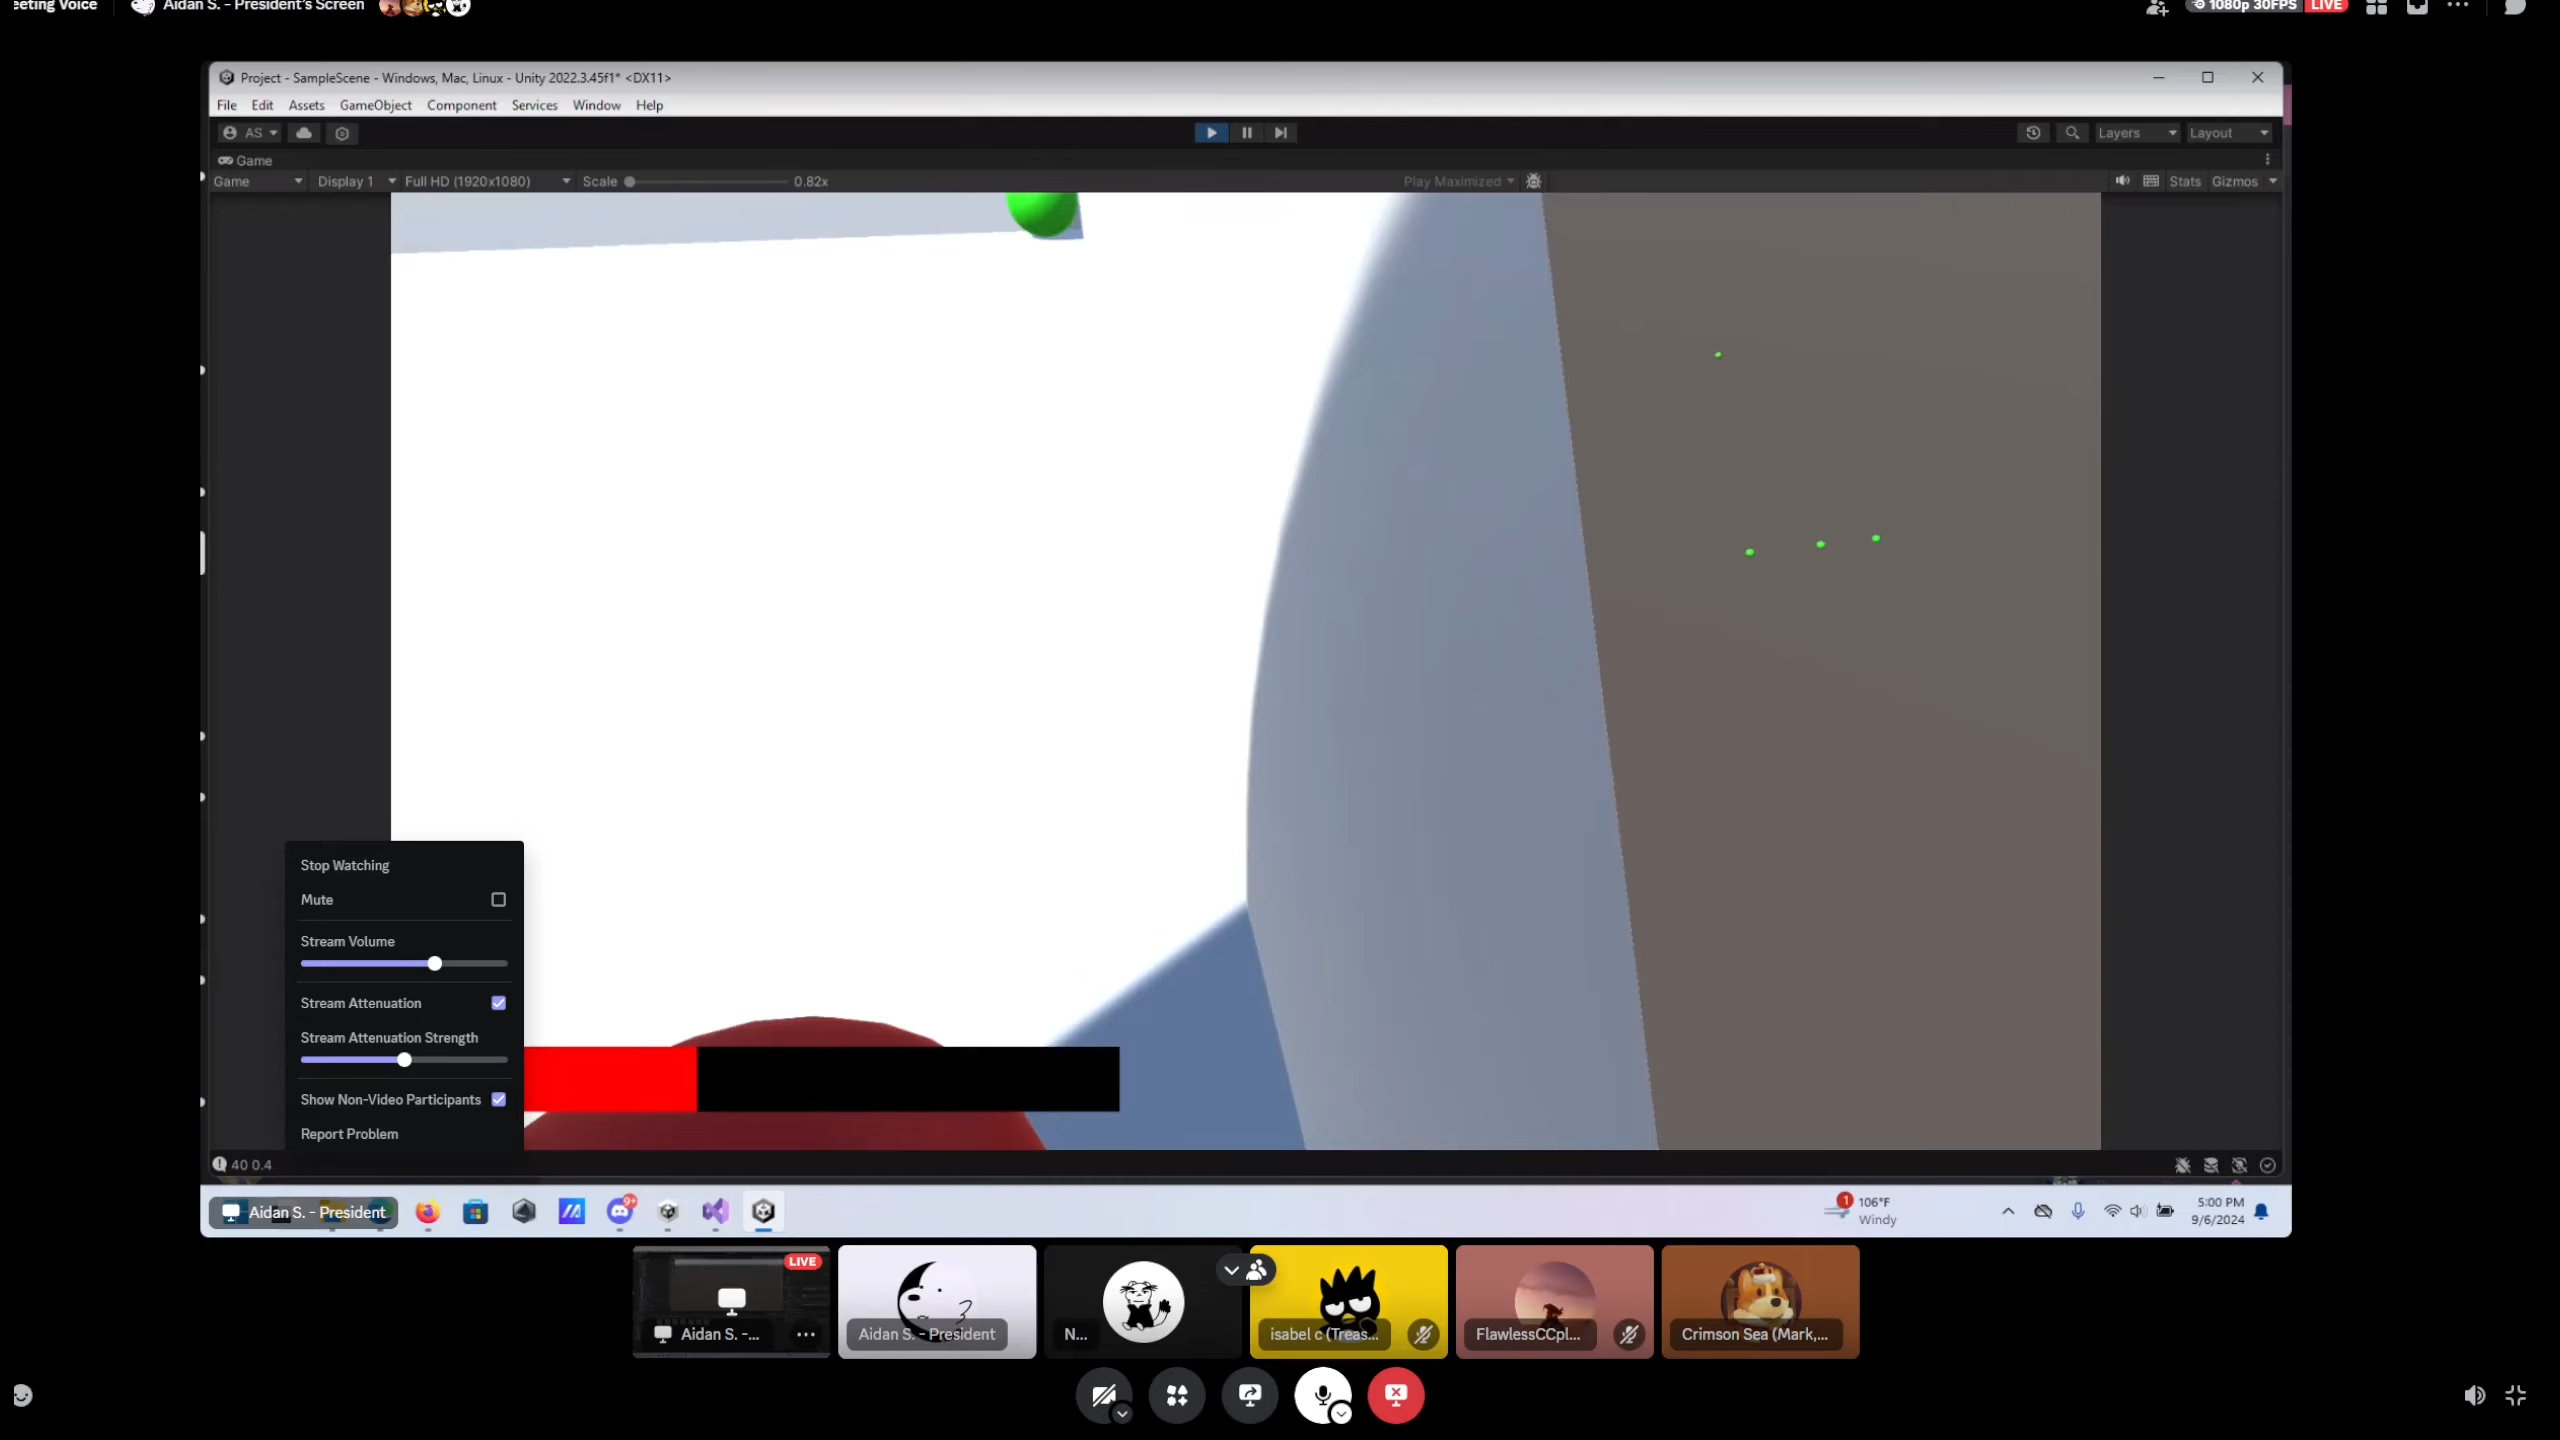 eeting Voice
Aidan S. - President's Screen
1080p 30FPS
LIVE
Project - SampleScene - Windows, Mac, Linux - Unity 2022.3.45f1* <DX11>
File Edit Assets GameObject Component Services Window Help
AS
Layers
Layout
Game
Game
Display 1
Full HD (1920x1080)
Scale
0.82x
Play Maximized
Stats
Gizmos
Stop Watching
Mute
Stream Volume
Stream Attenuation
Stream Attenuation Strength
Show Non-Video Participants
Report Problem
40 0.4
Aidan S. - President
9+
1
106°F
Windy
5:00 PM
9/6/2024
LIVE
Aidan S. -...
Aidan S. - President
N...
isabel c (Treas...
FlawlessCCpl...
Crimson Sea (Mark,...